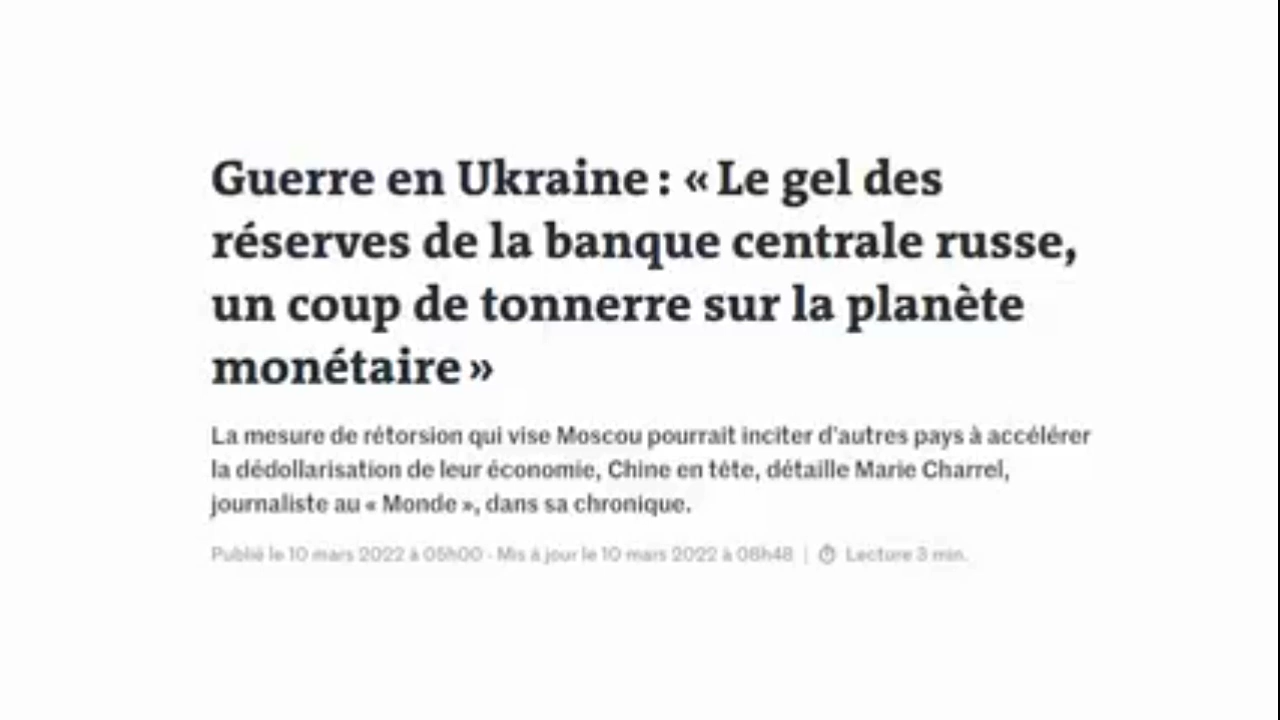 Guerre en Ukraine : « Le gel des
réserves de la banque centrale russe,
un coup de tonnerre sur la planète
monétaire »
La mesure de rétorsion qui vise Moscou pourrait inciter d'autres pays à accélérer
la dédollarisation de leur économie, Chine en tête, détaille Marie Charrel,
journaliste au « Monde », dans sa chronique.
Publié le 10 mars 2022 à 05h00 - Mis à jour le 10 mars 2022 à 08h48 | Lecture 3 min.